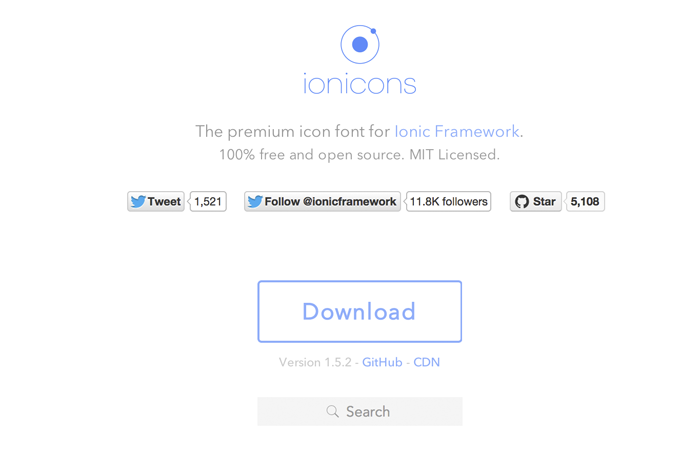 ionicons
The premium icon font for Ionic Framework.
100% free and open source. MIT Licensed.
Tweet 1,521 Follow @ionicframework 11.8K followers Star 5,108
Download
Version 1.5.2 - GitHub - CDN
Search